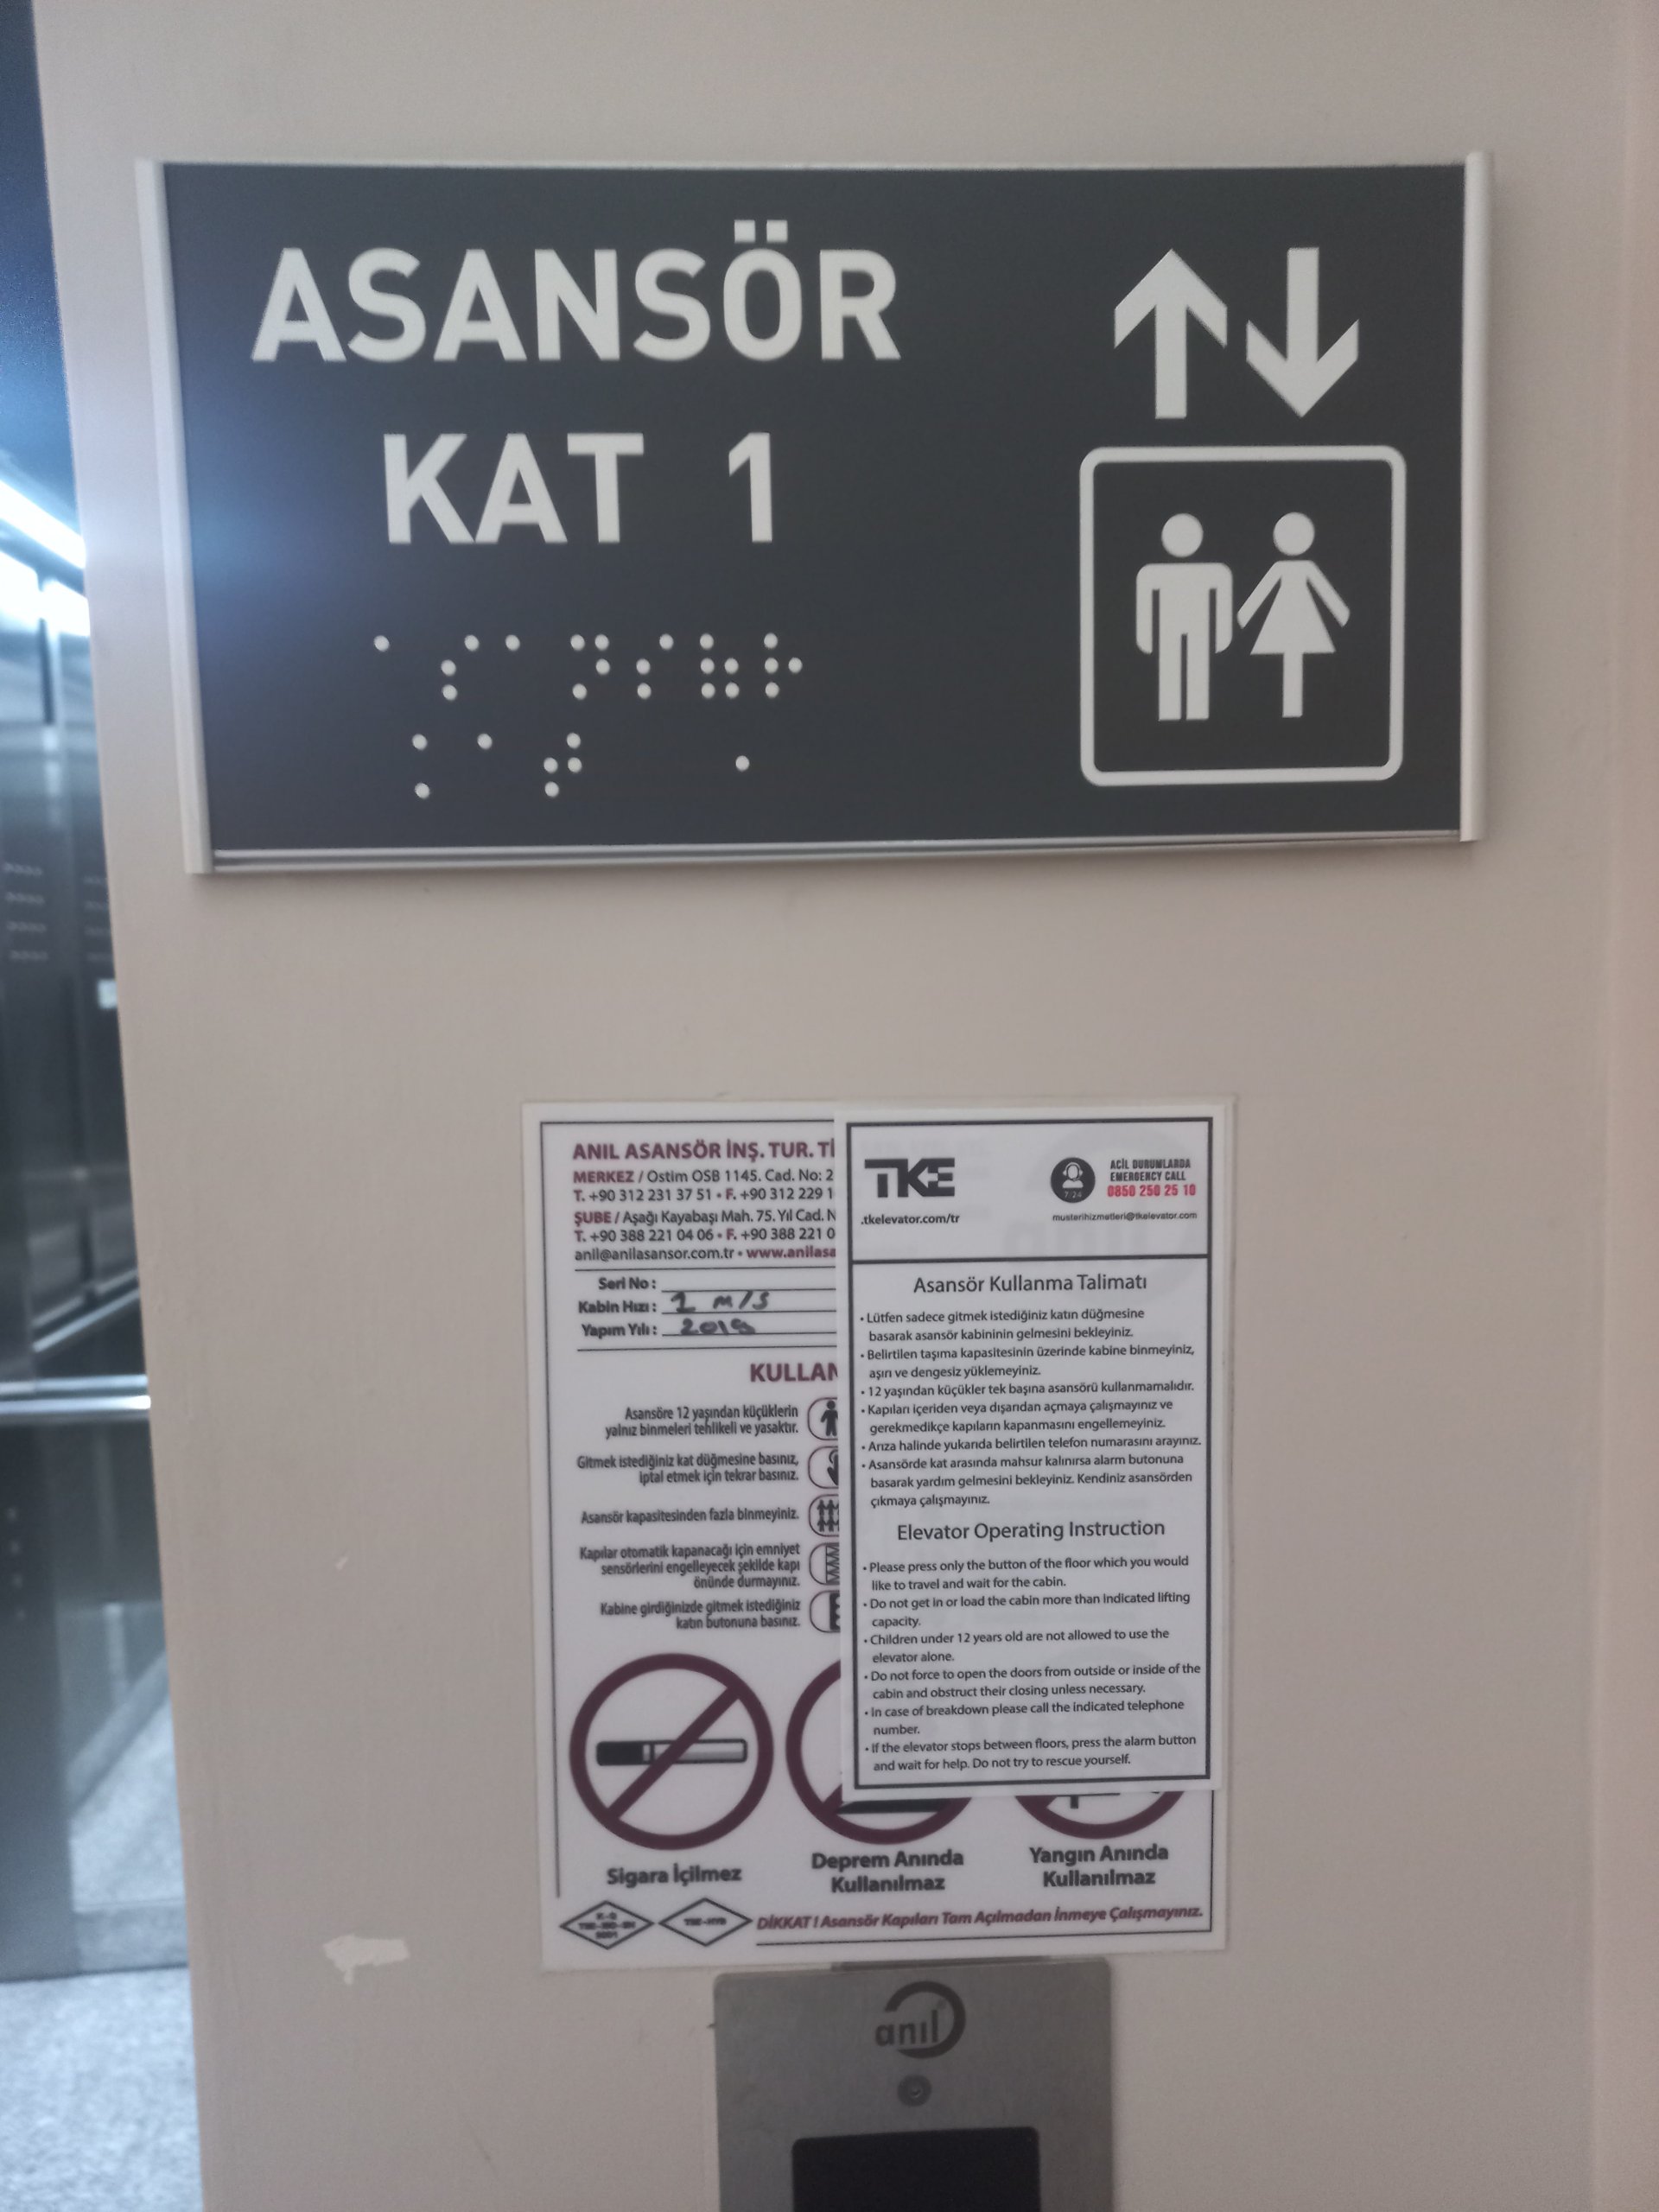 ASANSÖR
KAT 1
⠁⠎⠁⠝⠎⠳⠗
⠅⠁⠞ ⠂
ANIL ASANSÖR İNŞ. TUR. Tİ
MERKEZ / Ostim OSB 1145. Cad. No: 2
T. +90 312 231 37 51 • F. +90 312 229 1
ŞUBE / Aşağı Kayabaşı Mah. 75. Yıl Cad. N
T. +90 388 221 04 06 • F. +90 388 221 0
anil@anilasansor.com.tr • www.anilasa
Seri No :
Kabin Hızı : 1 m/s
Yapım Yılı :
KULLAN
Asansöre 12 yaşından küçüklerin
yalnız binmeleri tehlikeli ve yasaktır.
Gitmek istediğiniz kat düğmesine basınız,
iptal etmek için tekrar basınız.
Asansör kapasitesinden fazla binmeyiniz.
Kapılar otomatik kapanacağı için emniyet
sensörlerini engelleyecek şekilde kapı
önünde durmayınız.
Kabine girdiğinizde gitmek istediğiniz
katın butonuna basınız.
TKE
.tkelevator.com/tr
7/24
ACİL DURUMLARDA
EMERGENCY CALL
0850 250 25 10
musterihizmetleri@tkelevator.com
Asansör Kullanma Talimatı
• Lütfen sadece gitmek istediğiniz katın düğmesine
basarak asansör kabininin gelmesini bekleyiniz.
• Belirtilen taşıma kapasitesinin üzerinde kabine binmeyiniz,
aşırı ve dengesiz yüklemeyiniz.
• 12 yaşından küçükler tek başına asansörü kullanmamalıdır.
• Kapıları içeriden veya dışarıdan açmaya çalışmayınız ve
gerekmedikçe kapıların kapanmasını engellemeyiniz.
• Arıza halinde yukarıda belirtilen telefon numarasını arayınız.
• Asansörde kat arasında mahsur kalınırsa alarm butonuna
basarak yardım gelmesini bekleyiniz. Kendiniz asansörden
çıkmaya çalışmayınız.
Elevator Operating Instruction
• Please press only the button of the floor which you would
like to travel and wait for the cabin.
• Do not get in or load the cabin more than indicated lifting
capacity.
• Children under 12 years old are not allowed to use the
elevator alone.
• Do not force to open the doors from outside or inside of the
cabin and obstruct their closing unless necessary.
• In case of breakdown please call the indicated telephone
number.
• If the elevator stops between floors, press the alarm button
and wait for help. Do not try to rescue yourself.
Sigara İçilmez
Deprem Anında
Kullanılmaz
Yangın Anında
Kullanılmaz
DİKKAT ! Asansör Kapıları Tam Açılmadan İnmeye Çalışmayınız.
anıl